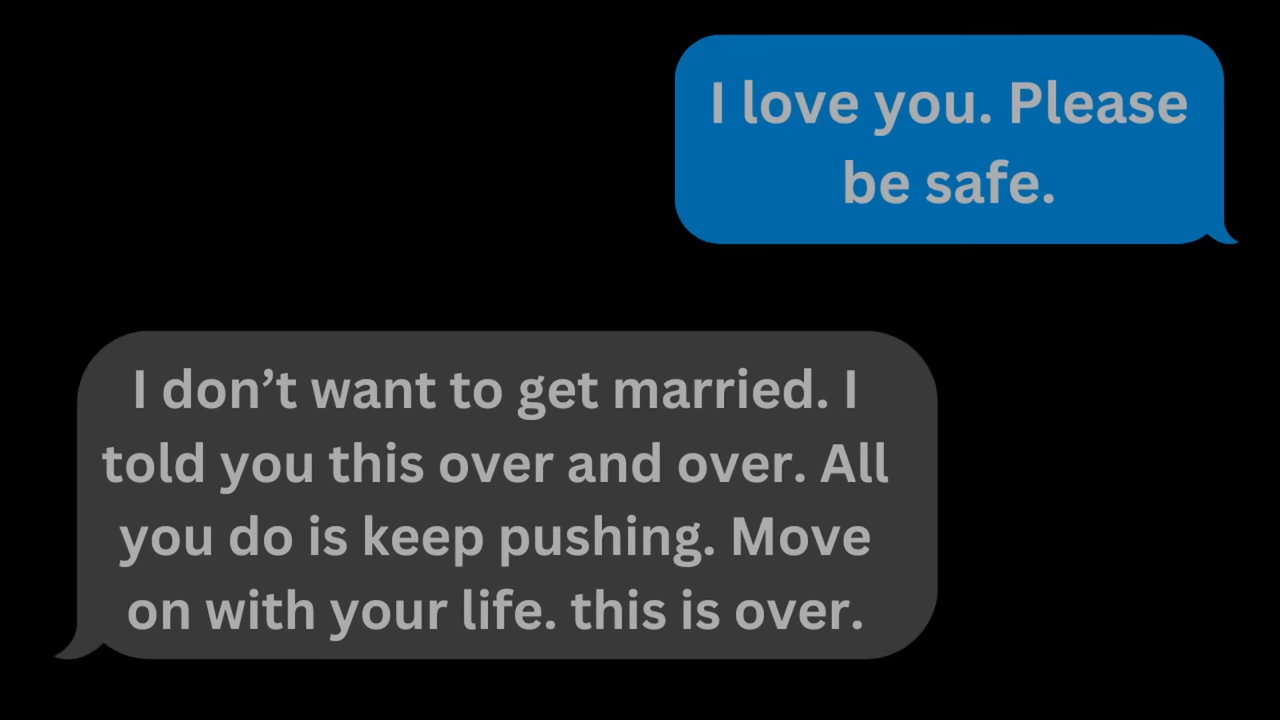 I love you. Please
be safe.
I don’t want to get married. I
told you this over and over. All
you do is keep pushing. Move
on with your life. this is over.